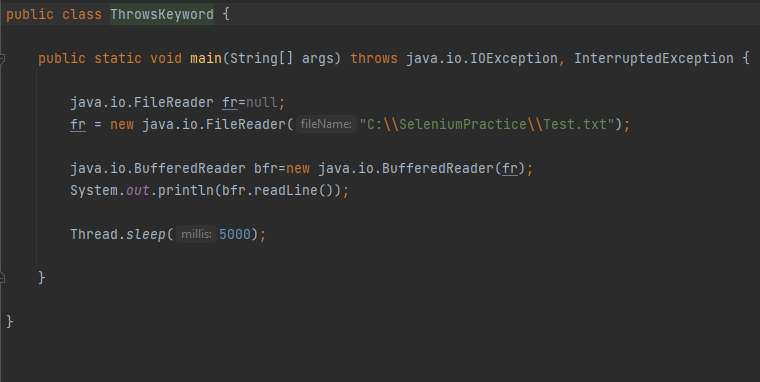 public class ThrowsKeyword {
public static void main(String[] args) throws java.io.IOException, InterruptedException {
java.io.FileReader fr=null;
fr = new java.io.FileReader( fileName: "C:\\SeleniumPractice\\Test.txt");
java.io.BufferedReader bfr=new java.io.BufferedReader(fr);
System.out.println(bfr.readLine());
Thread.sleep( millis: 5000);
}
}